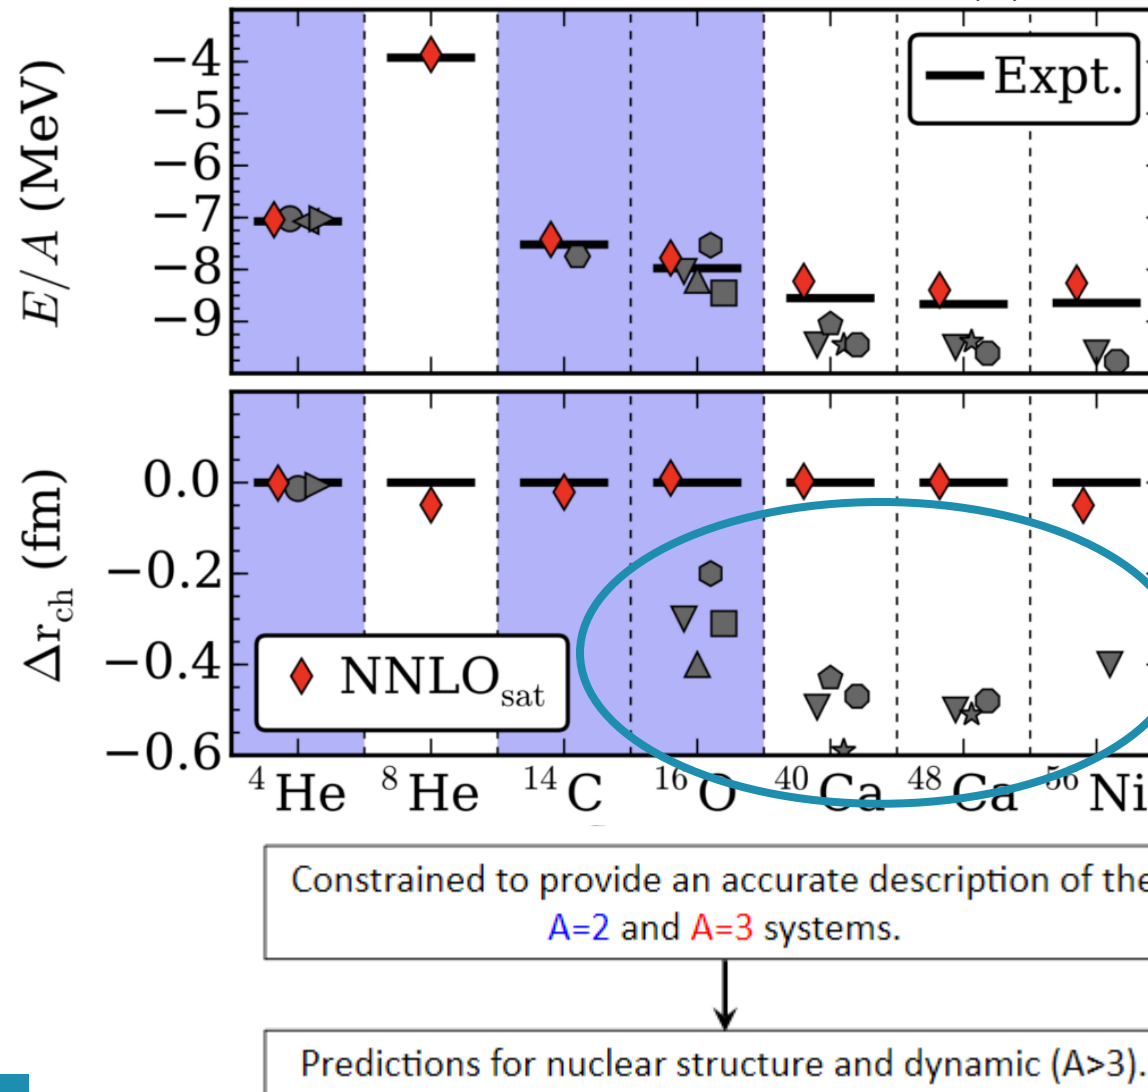 E/A (MeV)
−4
−5
−6
−7
−8
−9
Expt.
Δr_ch (fm)
0.0
−0.2
−0.4
−0.6
NNLO_sat
⁴He ⁸He ¹⁴C ¹⁶O ⁴⁰Ca ⁴⁸Ca ⁵⁶Ni
Constrained to provide an accurate description of the
A=2 and A=3 systems.
Predictions for nuclear structure and dynamic (A>3).